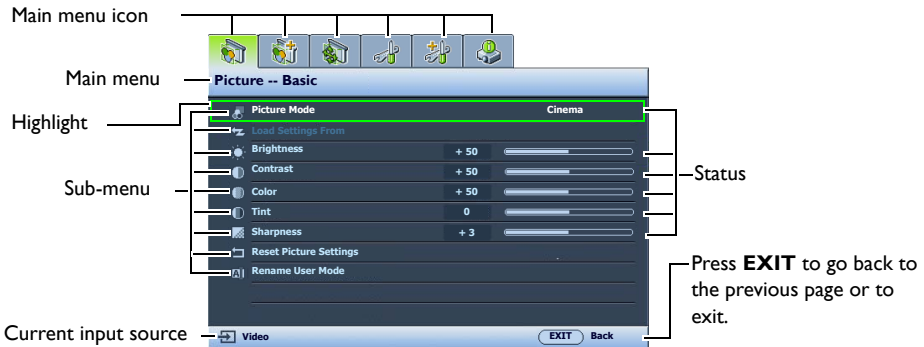 Main menu icon
Main menu
Picture -- Basic
Highlight
Picture Mode Cinema
Load Settings From
Brightness + 50
Contrast + 50
Status
Sub-menu
Color + 50
Tint 0
Sharpness + 3
Reset Picture Settings
Rename User Mode
Press EXIT to go back to
the previous page or to
exit.
Current input source
Video
EXIT Back